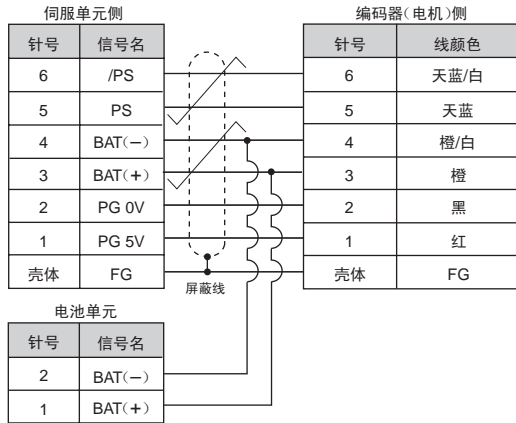 伺服单元侧 编码器(电机)侧
针号 信号名 针号 线颜色
6 /PS 6 天蓝/白
5 PS 5 天蓝
4 BAT(−) 4 橙/白
3 BAT(+) 3 橙
2 PG 0V 2 黑
1 PG 5V 1 红
壳体 FG 壳体 FG
屏蔽线
电池单元
针号 信号名
2 BAT(−)
1 BAT(+)